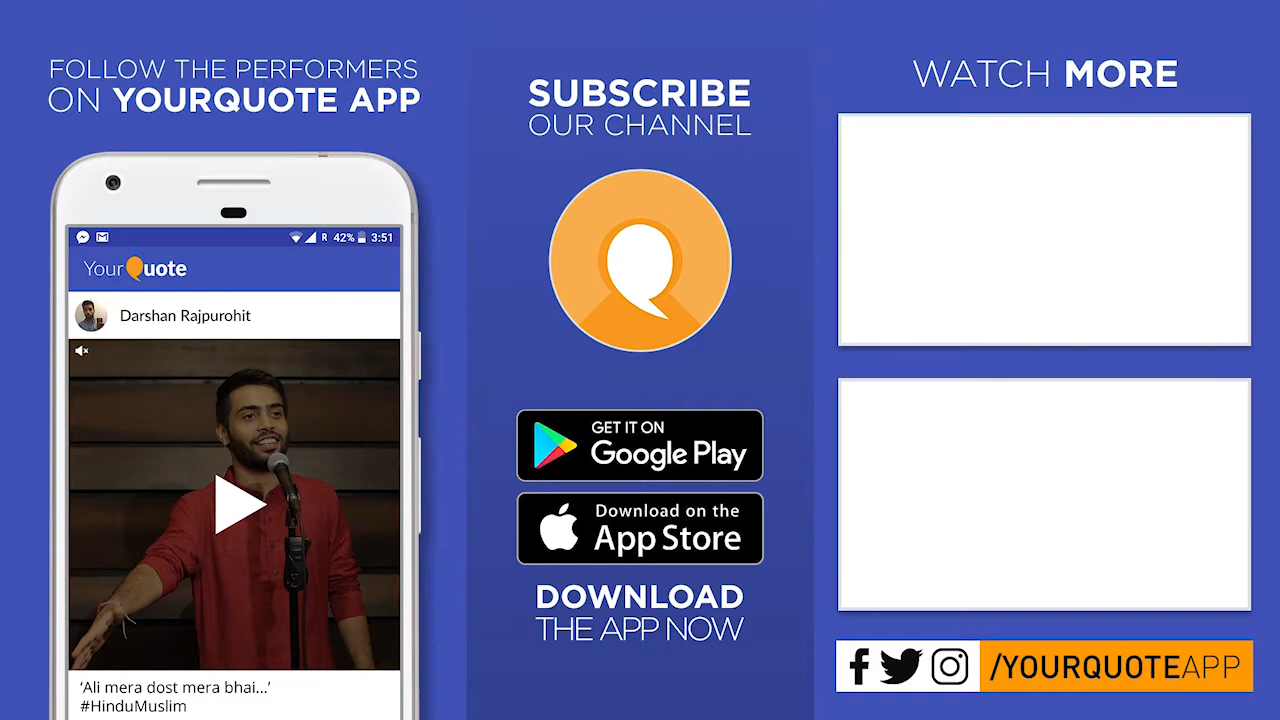 FOLLOW THE PERFORMERS
ON YOURQUOTE APP
R 42% 3:51
YourQuote
Darshan Rajpurohit
‘Ali mera dost mera bhai...’
#HinduMuslim
SUBSCRIBE
OUR CHANNEL
GET IT ON
Google Play
Download on the
App Store
DOWNLOAD
THE APP NOW
WATCH MORE
/YOURQUOTEAPP